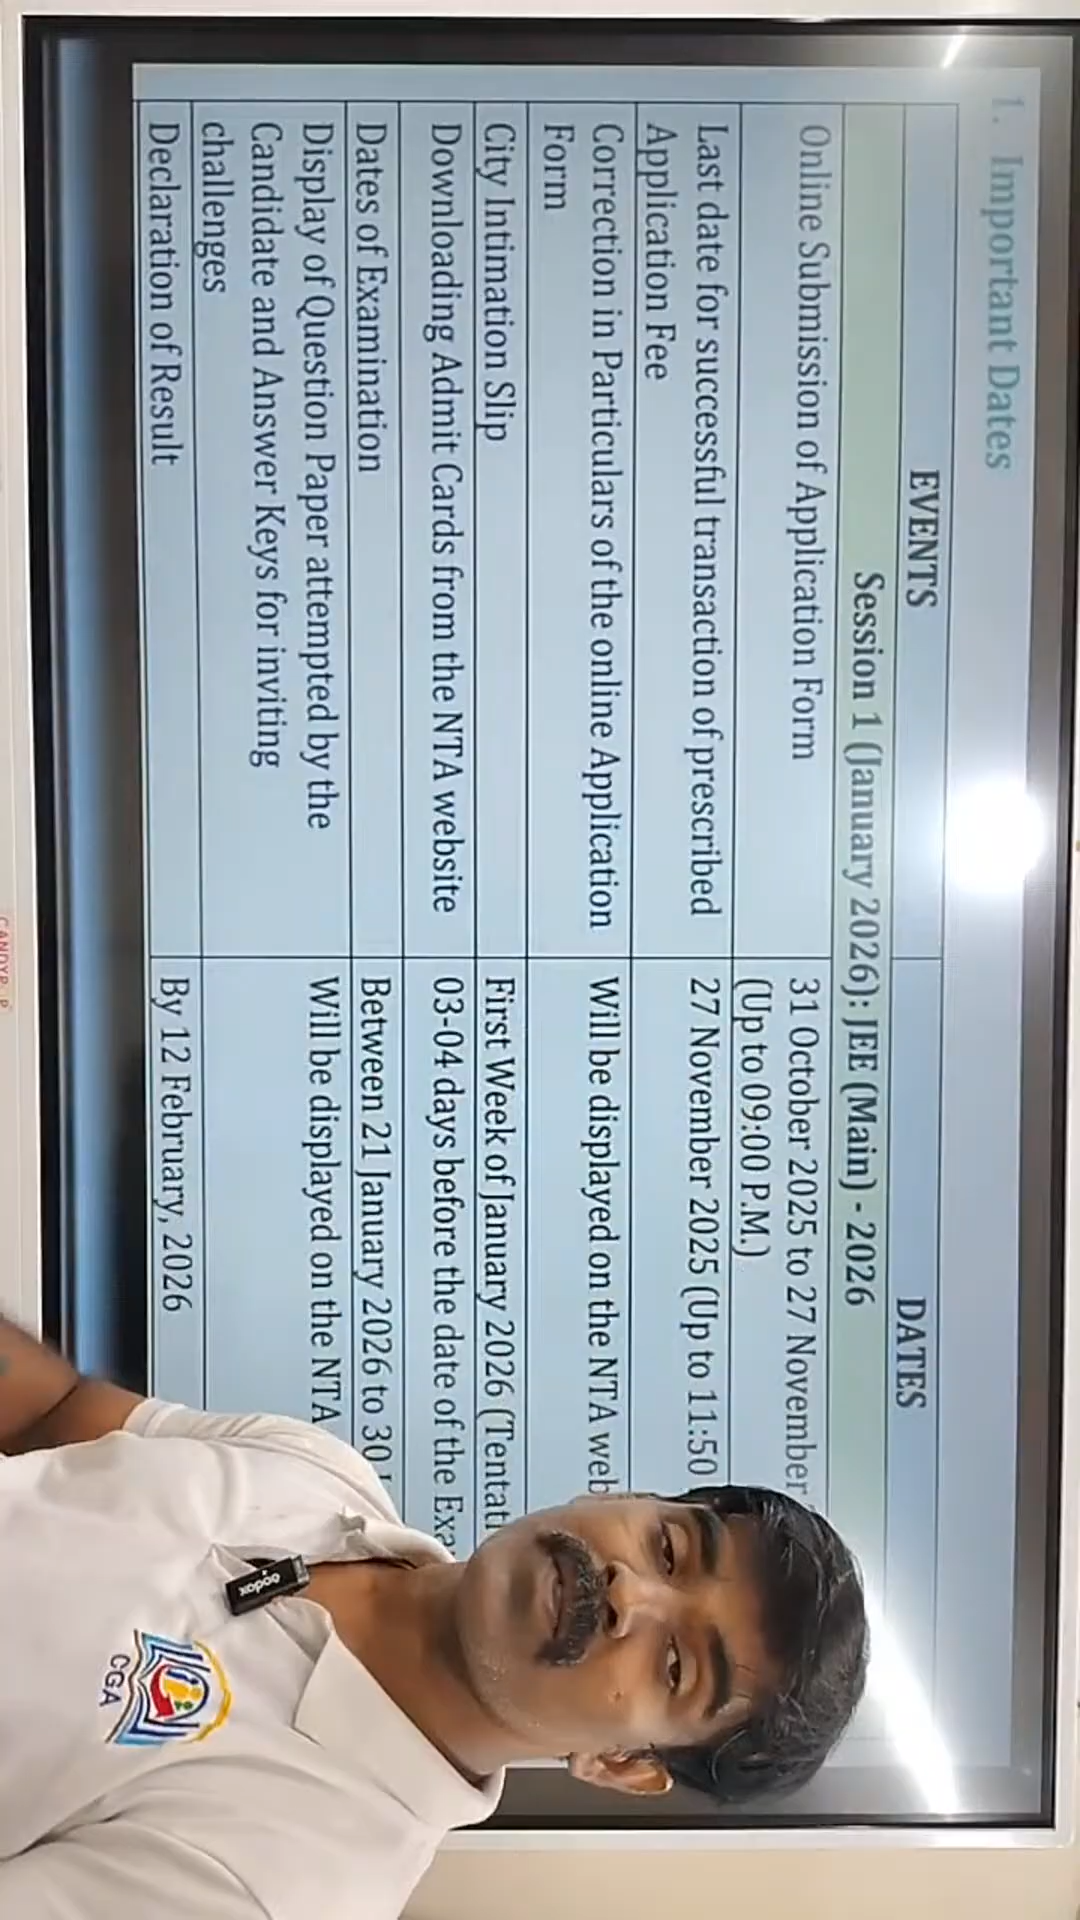 1. Important Dates
EVENTS
DATES
Session 1 (January 2026): JEE (Main) - 2026
Online Submission of Application Form
31 October 2025 to 27 November
(Up to 09:00 P.M.)
Last date for successful transaction of prescribed
Application Fee
27 November 2025 (Up to 11:50
Correction in Particulars of the online Application
Form
Will be displayed on the NTA web
City Intimation Slip
First Week of January 2026 (Tentati
Downloading Admit Cards from the NTA website
03-04 days before the date of the Exa
Dates of Examination
Between 21 January 2026 to 30 J
Display of Question Paper attempted by the
Candidate and Answer Keys for inviting
challenges
Will be displayed on the NTA
Declaration of Result
By 12 February, 2026
Godox
CGA